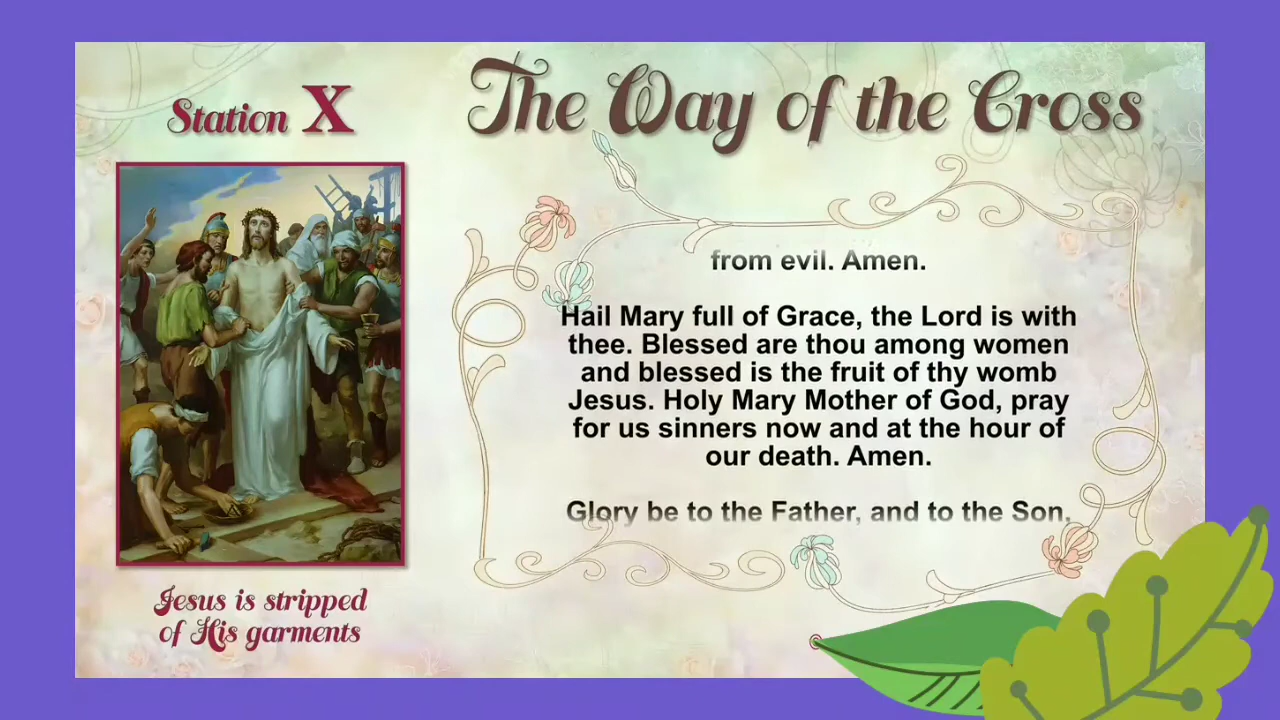 Station X
The Way of the Cross
from evil. Amen.
Hail Mary full of Grace, the Lord is with
thee. Blessed are thou among women
and blessed is the fruit of thy womb
Jesus. Holy Mary Mother of God, pray
for us sinners now and at the hour of
our death. Amen.
Glory be to the Father, and to the Son,
Jesus is stripped
of His garments